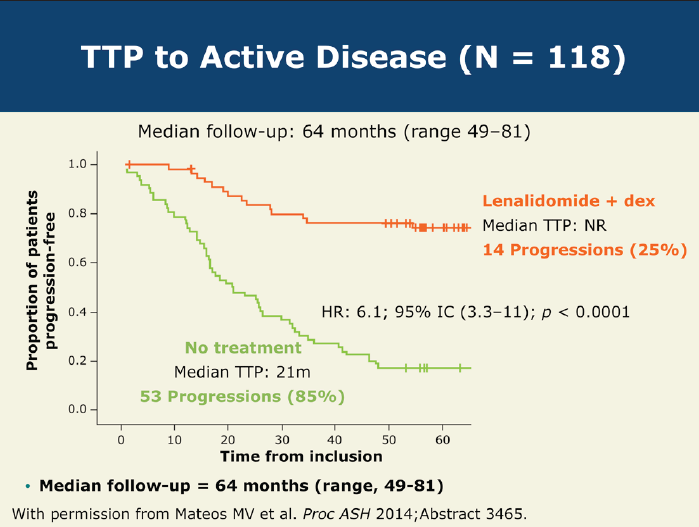 TTP to Active Disease (N = 118)
Median follow-up: 64 months (range 49–81)
Proportion of patients
progression-free
1.0
0.8
0.6
0.4
0.2
0.0
Lenalidomide + dex
Median TTP: NR
14 Progressions (25%)
HR: 6.1; 95% IC (3.3–11); p < 0.0001
No treatment
Median TTP: 21m
53 Progressions (85%)
0 10 20 30 40 50 60
Time from inclusion
• Median follow-up = 64 months (range, 49-81)
With permission from Mateos MV et al. Proc ASH 2014;Abstract 3465.